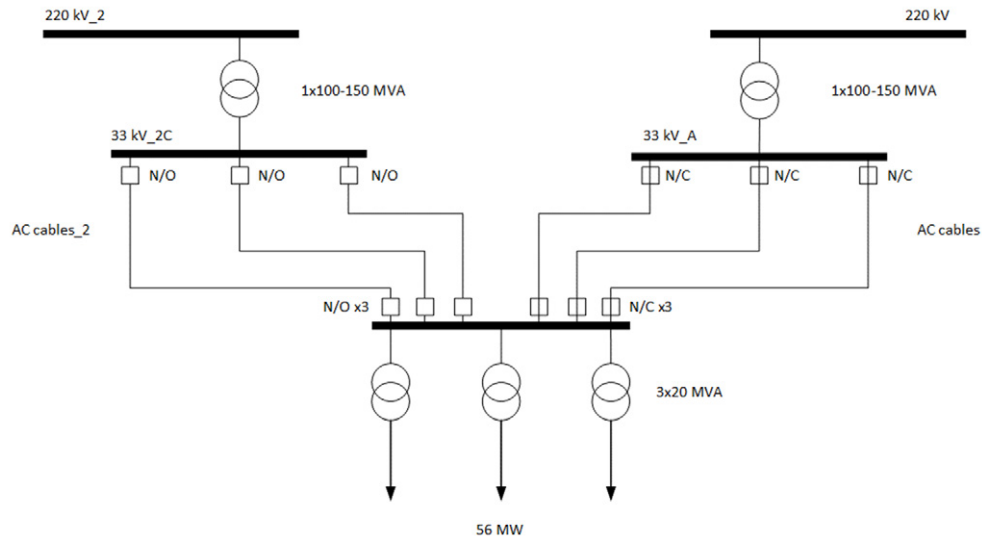 220 kV_2
220 kV
1x100-150 MVA
1x100-150 MVA
33 kV_2C
33 kV_A
N/O
N/O
N/O
N/C
N/C
N/C
AC cables_2
AC cables
N/O x3
N/C x3
3x20 MVA
56 MW